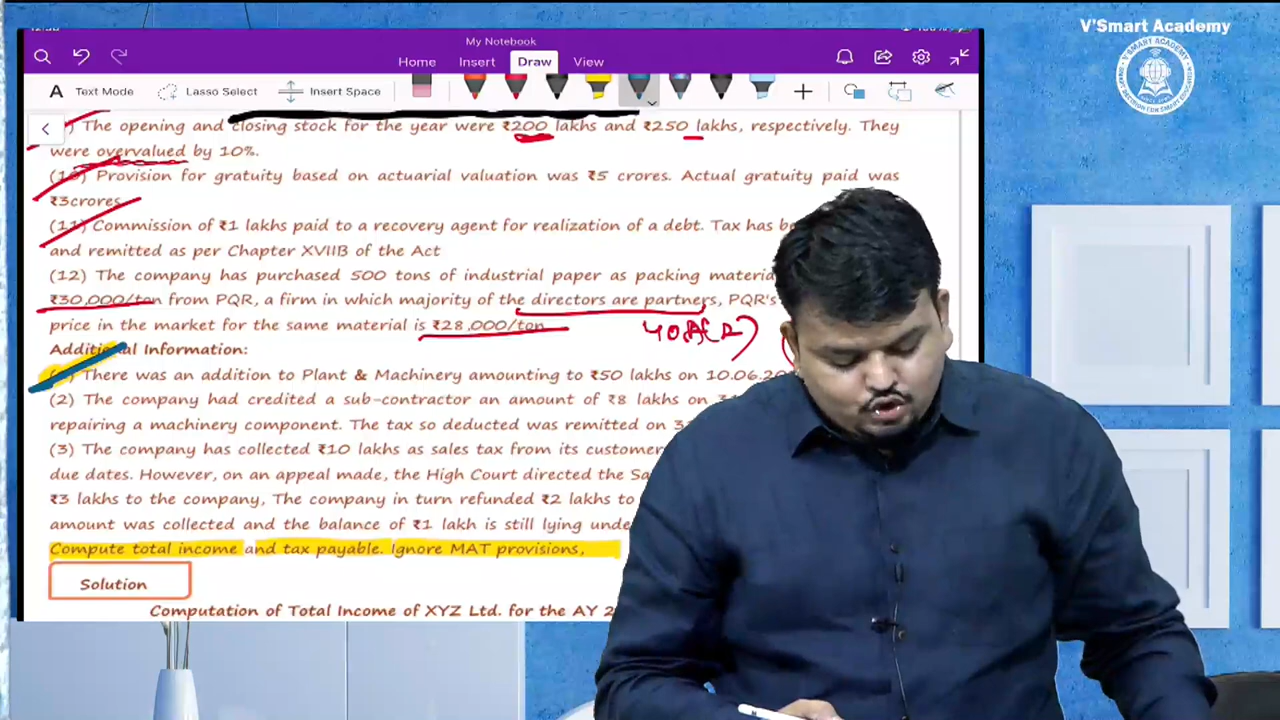 V'Smart Academy
My Notebook
Home Insert Draw View
A Text Mode Lasso Select Insert Space
The opening and closing stock for the year were ₹200 lakhs and ₹250 lakhs, respectively. They
were overvalued by 10%.
(10) Provision for gratuity based on actuarial valuation was ₹5 crores. Actual gratuity paid was
₹3crores.
(11) Commission of ₹1 lakhs paid to a recovery agent for realization of a debt. Tax has
and remitted as per Chapter XVIIB of the Act
(12) The company has purchased 500 tons of industrial paper as packing
₹30,000/ton from PQR, a firm in which majority of the directors are partners, PQR's
price in the market for the same material is ₹28,000/ton
40A(2)
Additional Information:
There was an addition to Plant & Machinery amounting to ₹50 lakhs on 10.06.
(2) The company had credited a sub-contractor an amount of ₹8 lakhs on
repairing a machinery component. The tax so deducted was remitted on
(3) The company has collected ₹10 lakhs as sales tax from its
due dates. However, on an appeal made, the High Court directed the
₹3 lakhs to the company, The company in turn refunded ₹2 lakhs to
amount was collected and the balance of ₹1 lakh is still lying
Compute total income and tax payable. Ignore MAT provisions,
Solution
Computation of Total Income of XYZ Ltd. for the AY